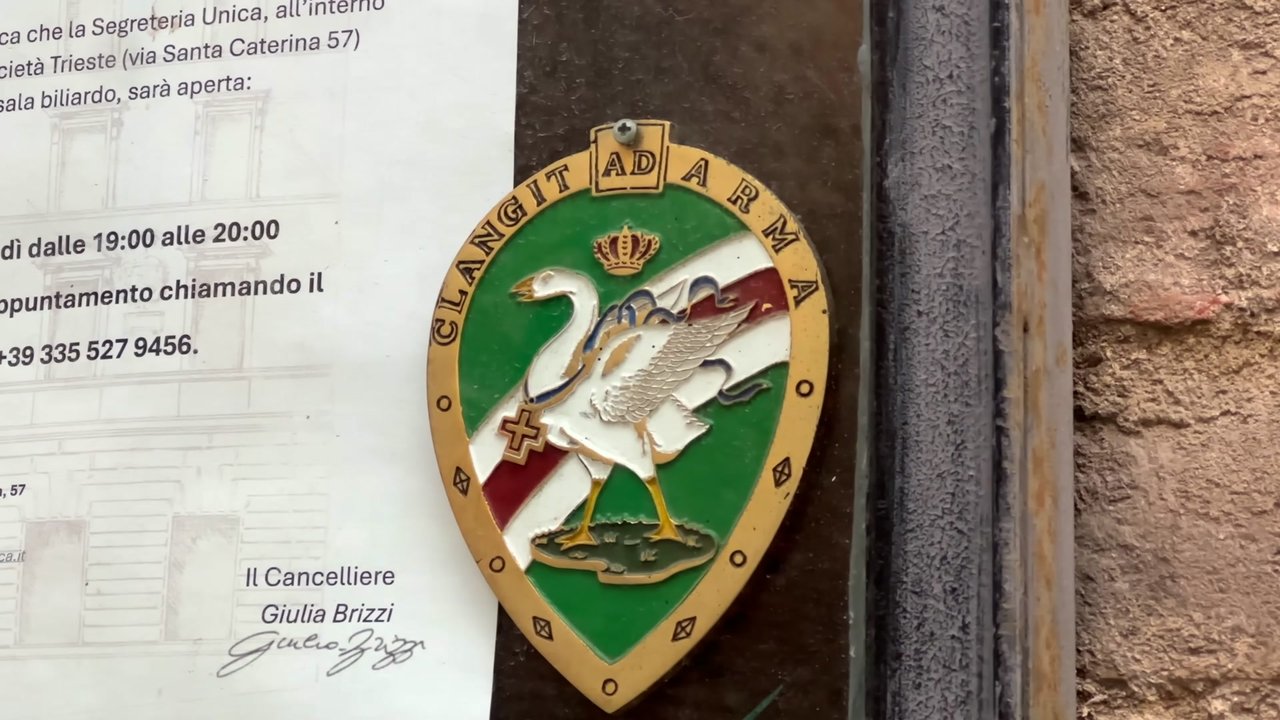 ca che la Segreteria Unica, all'interno
cietà Trieste (via Santa Caterina 57)
sala biliardo, sarà aperta:
dì dalle 19:00 alle 20:00
ppuntamento chiamando il
+39 335 527 9456.
, 57
ca.it
Il Cancelliere
Giulia Brizzi
Giulia Brizzi
CLANGIT AD ARMA